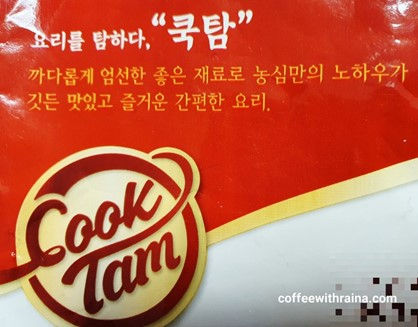 요리를 탐하다, “쿡탐”
까다롭게 엄선한 좋은 재료로 농심만의 노하우가
깃든 맛있고 즐거운 간편한 요리.
Cook
Tam
coffeewithraina.com